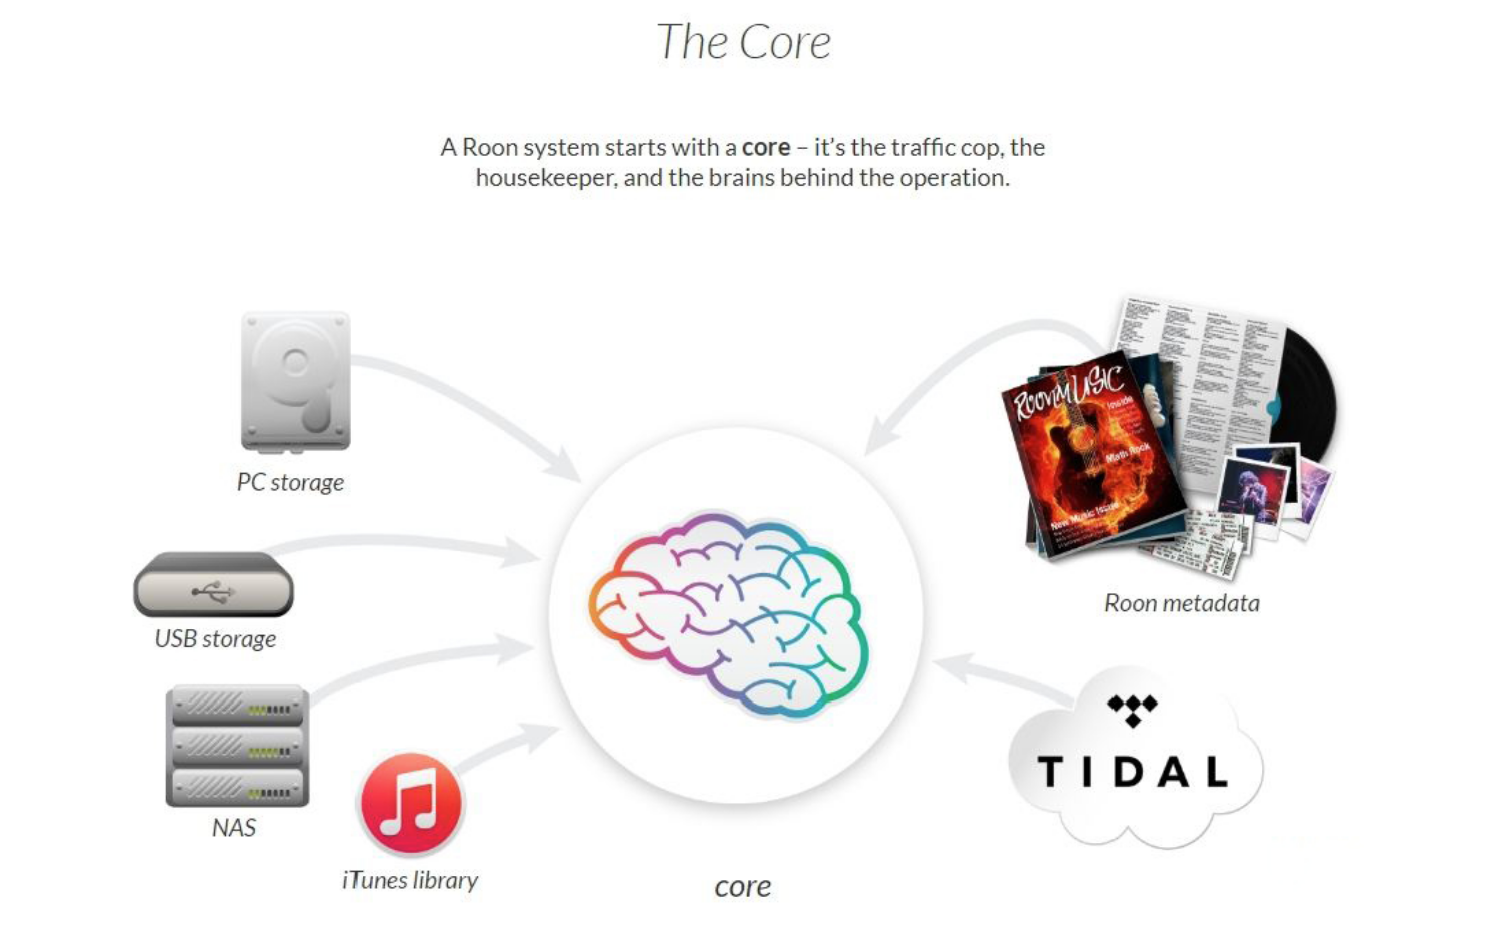 The Core
A Roon system starts with a core – it's the traffic cop, the
housekeeper, and the brains behind the operation.
PC storage
USB storage
NAS
iTunes library
core
ROONMUSIC
Inside
Math Rock
New Music Issue
Roon metadata
TIDAL